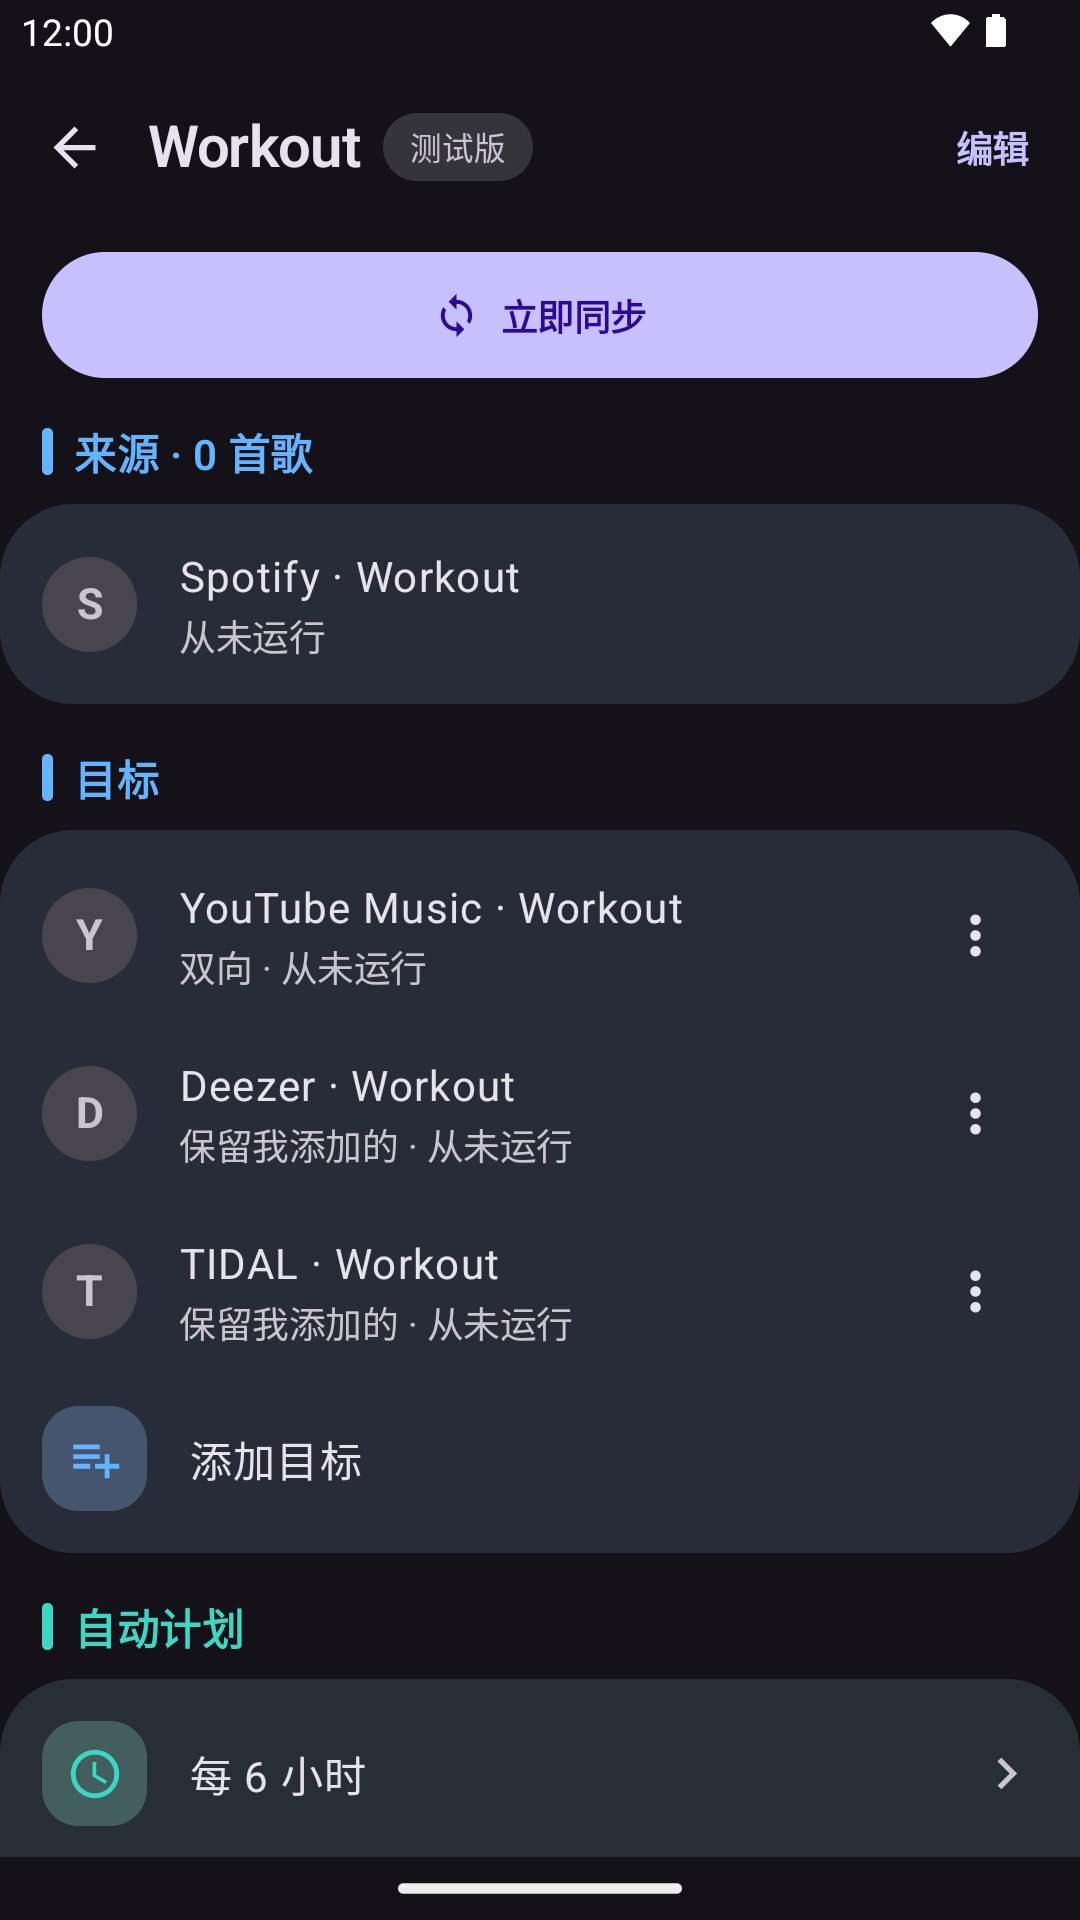 12:00
Workout 测试版 编辑
立即同步
来源 · 0 首歌
S
Spotify · Workout
从未运行
目标
Y
YouTube Music · Workout
双向 · 从未运行
D
Deezer · Workout
保留我添加的 · 从未运行
T
TIDAL · Workout
保留我添加的 · 从未运行
添加目标
自动计划
每 6 小时